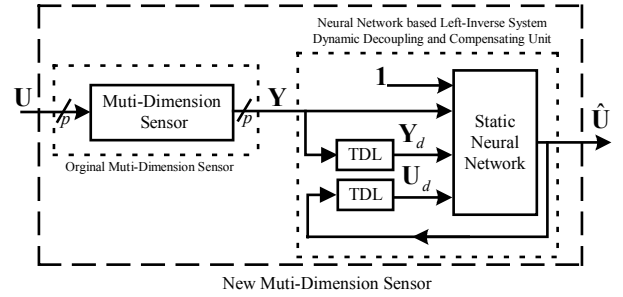 Neural Network based Left-Inverse System
Dynamic Decoupling and Compensating Unit
U
p
Muti-Dimension
Sensor
p
Y
Orginal Muti-Dimension Sensor
1
TDL
Y_d
TDL
U_d
Static
Neural
Network
Û
New Muti-Dimension Sensor